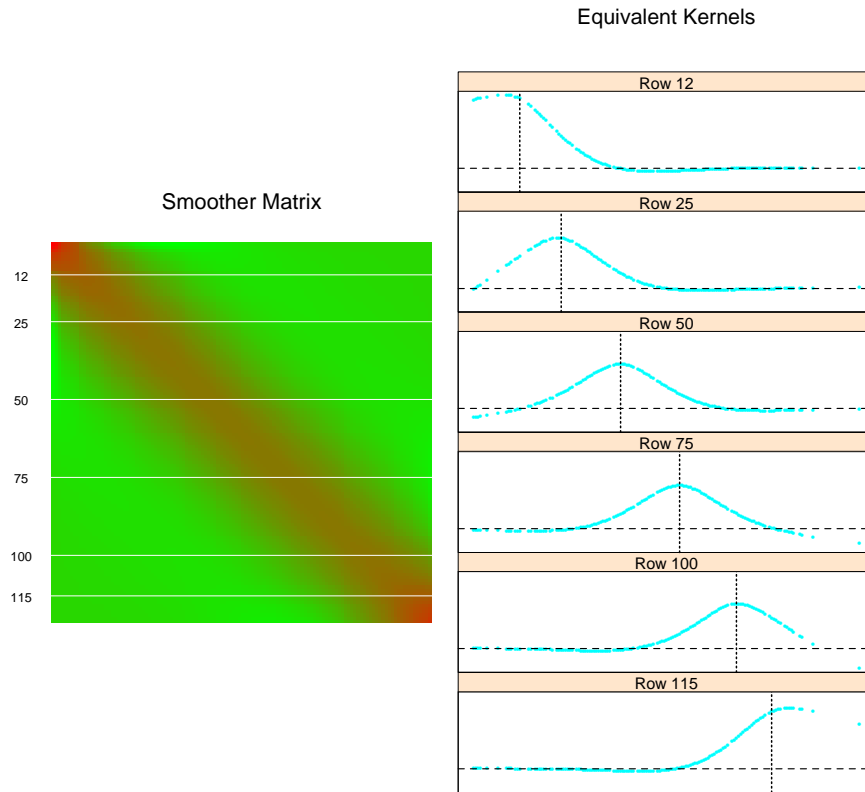 Equivalent Kernels
Row 12
Smoother Matrix
Row 25
12
25
Row 50
50
Row 75
75
100
Row 100
115
Row 115